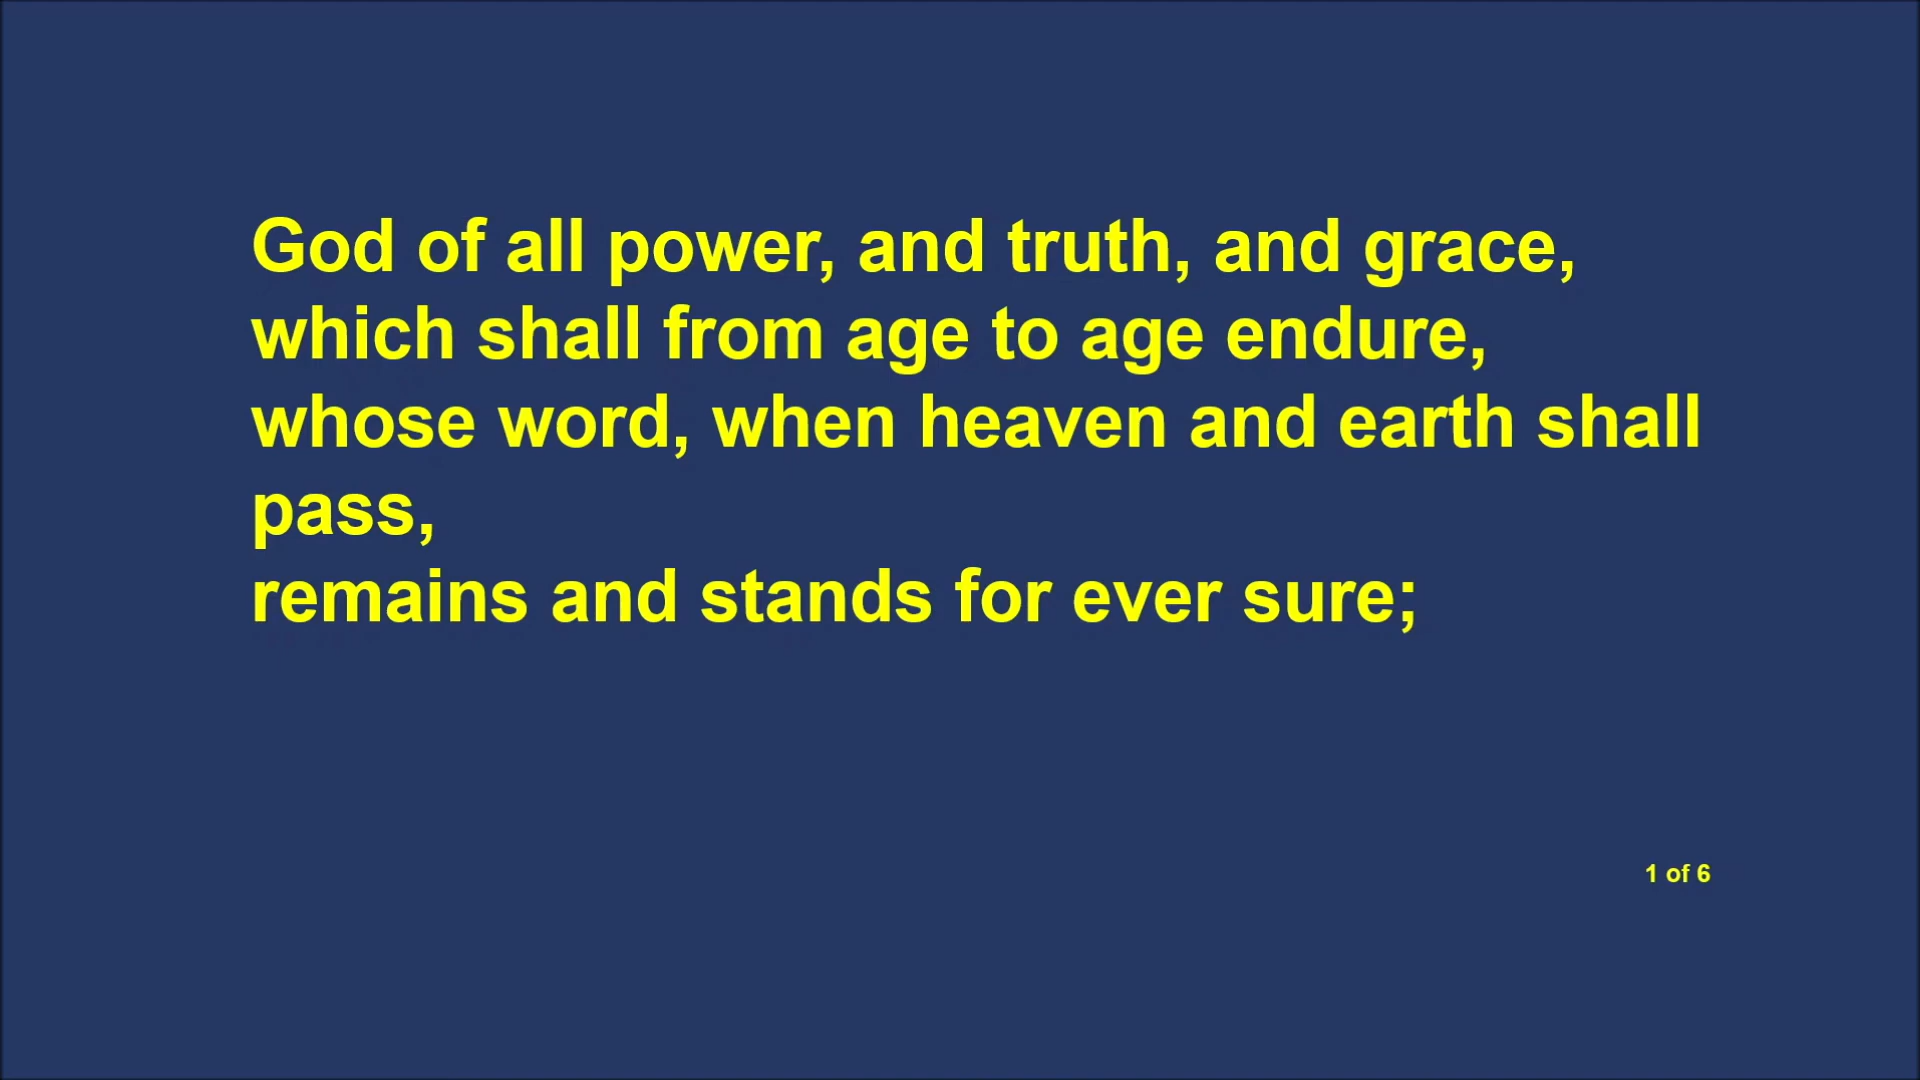 God of all power, and truth, and grace,
which shall from age to age endure,
whose word, when heaven and earth shall
pass,
remains and stands for ever sure;
1 of 6